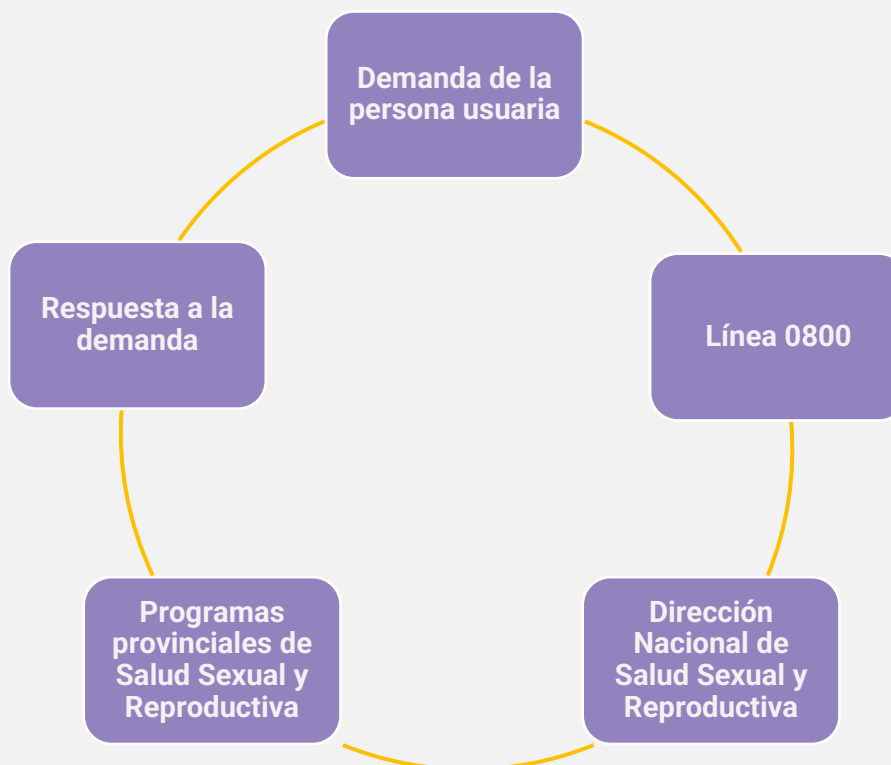 Demanda de la
persona usuaria
Línea 0800
Dirección
Nacional de
Salud Sexual y
Reproductiva
Programas
provinciales de
Salud Sexual y
Reproductiva
Respuesta a la
demanda